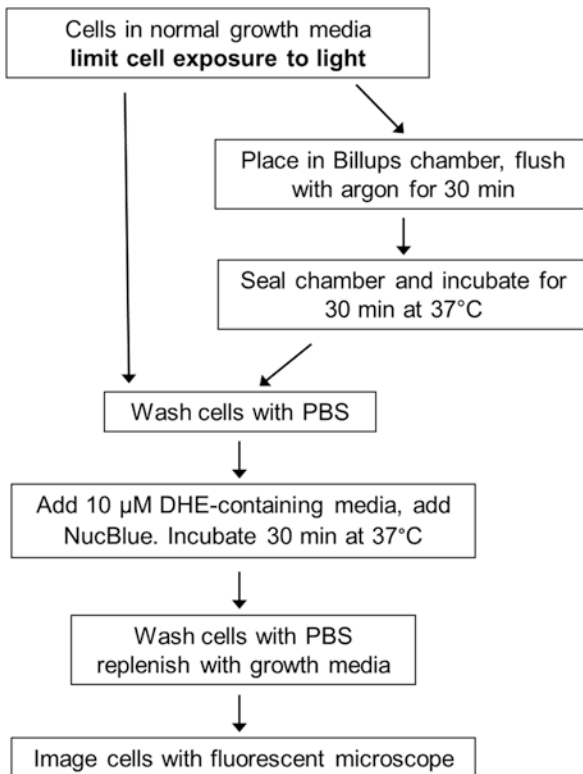 Cells in normal growth media
limit cell exposure to light
Place in Billups chamber, flush
with argon for 30 min
Seal chamber and incubate for
30 min at 37°C
Wash cells with PBS
Add 10 µM DHE-containing media, add
NucBlue. Incubate 30 min at 37°C
Wash cells with PBS
replenish with growth media
Image cells with fluorescent microscope